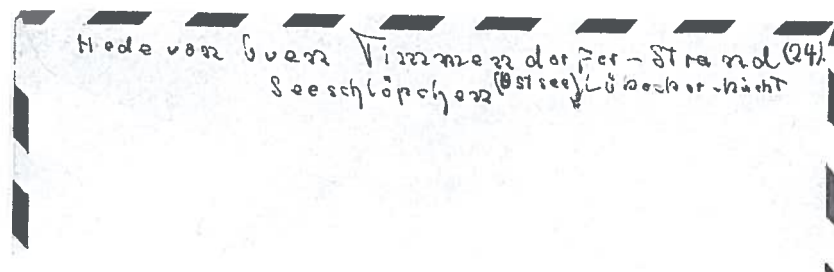 Hede von Guen Timmendorfer-Strand (24).
Seeschlößchen (Ostsee) Lübecker-Bucht